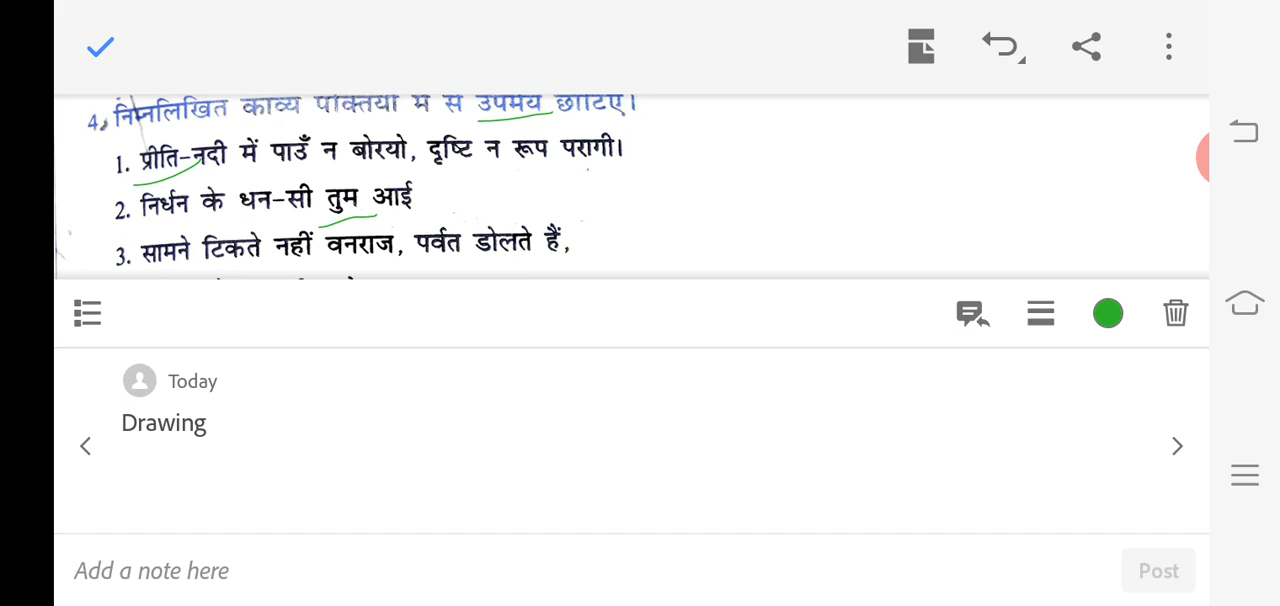 4. निम्नलिखित काव्य पंक्तियों में से उपमेय छाँटिए।
1. प्रीति-नदी में पाउँ न बोरयो, दृष्टि न रूप परागी।
2. निर्धन के धन-सी तुम आई
3. सामने टिकते नहीं वनराज, पर्वत डोलते हैं,
Today
Drawing
Add a note here
Post